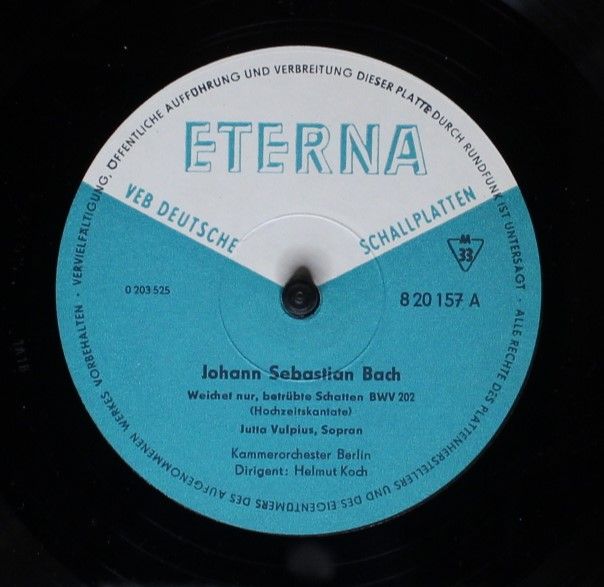 VERVIELFÄLTIGUNG, ÖFFENTLICHE AUFFÜHRUNG UND VERBREITUNG DIESER PLATTE DURCH RUNDFUNK IST UNTERSAGT · ALLE RECHTE DES PLATTENHERSTELLERS UND DES EIGENTÜMERS DES AUFGENOMMENEN WERKES VORBEHALTEN ·
ETERNA
VEB DEUTSCHE SCHALLPLATTEN
AA
33
0 203 525
8 20 157 A
Johann Sebastian Bach
Weichet nur, betrübte Schatten BWV 202
(Hochzeitskantate)
Jutta Vulpius, Sopran
Kammerorchester Berlin
Dirigent: Helmut Koch